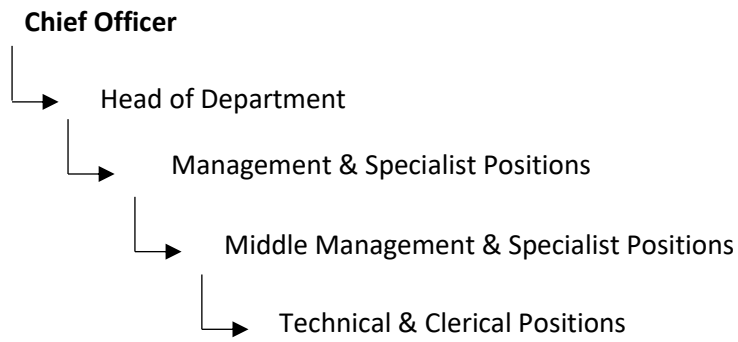 Chief Officer
Head of Department
Management & Specialist Positions
Middle Management & Specialist Positions
Technical & Clerical Positions